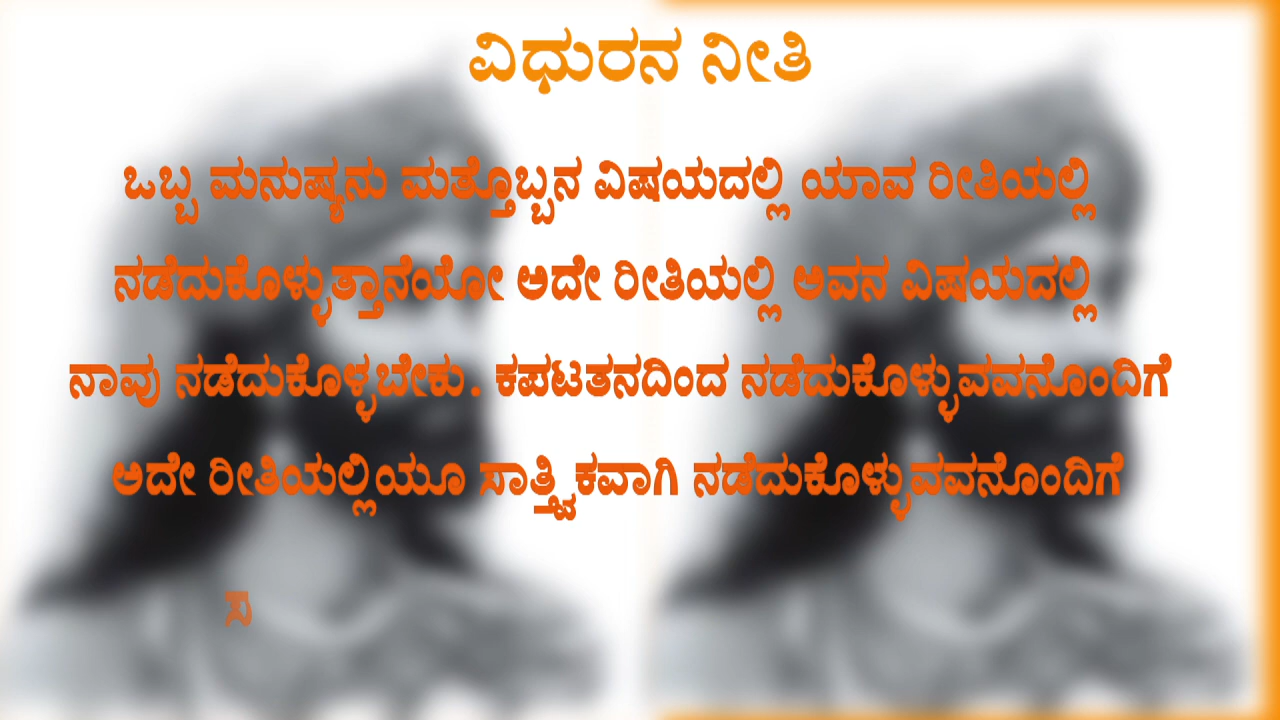 ವಿಧುರನ ನೀತಿ
ಒಬ್ಬ ಮನುಷ್ಯನು ಮತ್ತೊಬ್ಬನ ವಿಷಯದಲ್ಲಿ ಯಾವ ರೀತಿಯಲ್ಲಿ
ನಡೆದುಕೊಳ್ಳುತ್ತಾನೆಯೋ ಅದೇ ರೀತಿಯಲ್ಲಿ ಅವನ ವಿಷಯದಲ್ಲಿ
ನಾವು ನಡೆದುಕೊಳ್ಳಬೇಕು. ಕಪಟತನದಿಂದ ನಡೆದುಕೊಳ್ಳುವವನೊಂದಿಗೆ
ಅದೇ ರೀತಿಯಲ್ಲಿಯೂ ಸಾತ್ತ್ವಿಕವಾಗಿ ನಡೆದುಕೊಳ್ಳುವವನೊಂದಿಗೆ
ಸ